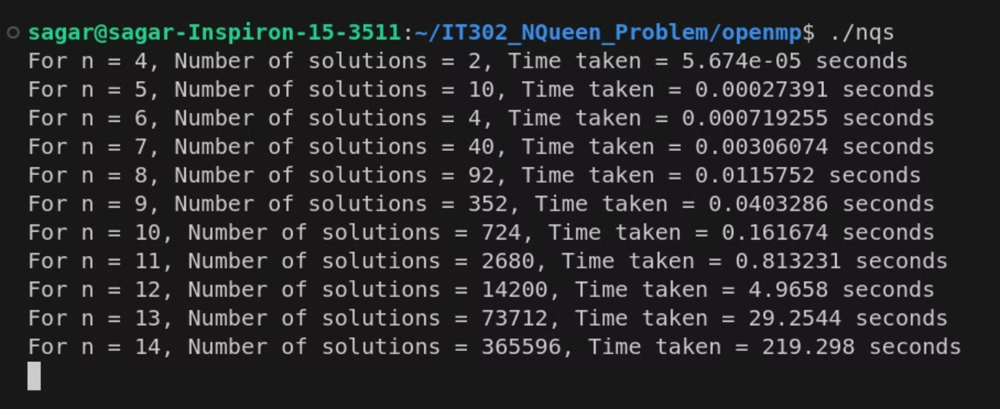 sagar@sagar-Inspiron-15-3511:~/IT302_NQueen_Problem/openmp$ ./nqs
For n = 4, Number of solutions = 2, Time taken = 5.674e-05 seconds
For n = 5, Number of solutions = 10, Time taken = 0.00027391 seconds
For n = 6, Number of solutions = 4, Time taken = 0.000719255 seconds
For n = 7, Number of solutions = 40, Time taken = 0.00306074 seconds
For n = 8, Number of solutions = 92, Time taken = 0.0115752 seconds
For n = 9, Number of solutions = 352, Time taken = 0.0403286 seconds
For n = 10, Number of solutions = 724, Time taken = 0.161674 seconds
For n = 11, Number of solutions = 2680, Time taken = 0.813231 seconds
For n = 12, Number of solutions = 14200, Time taken = 4.9658 seconds
For n = 13, Number of solutions = 73712, Time taken = 29.2544 seconds
For n = 14, Number of solutions = 365596, Time taken = 219.298 seconds